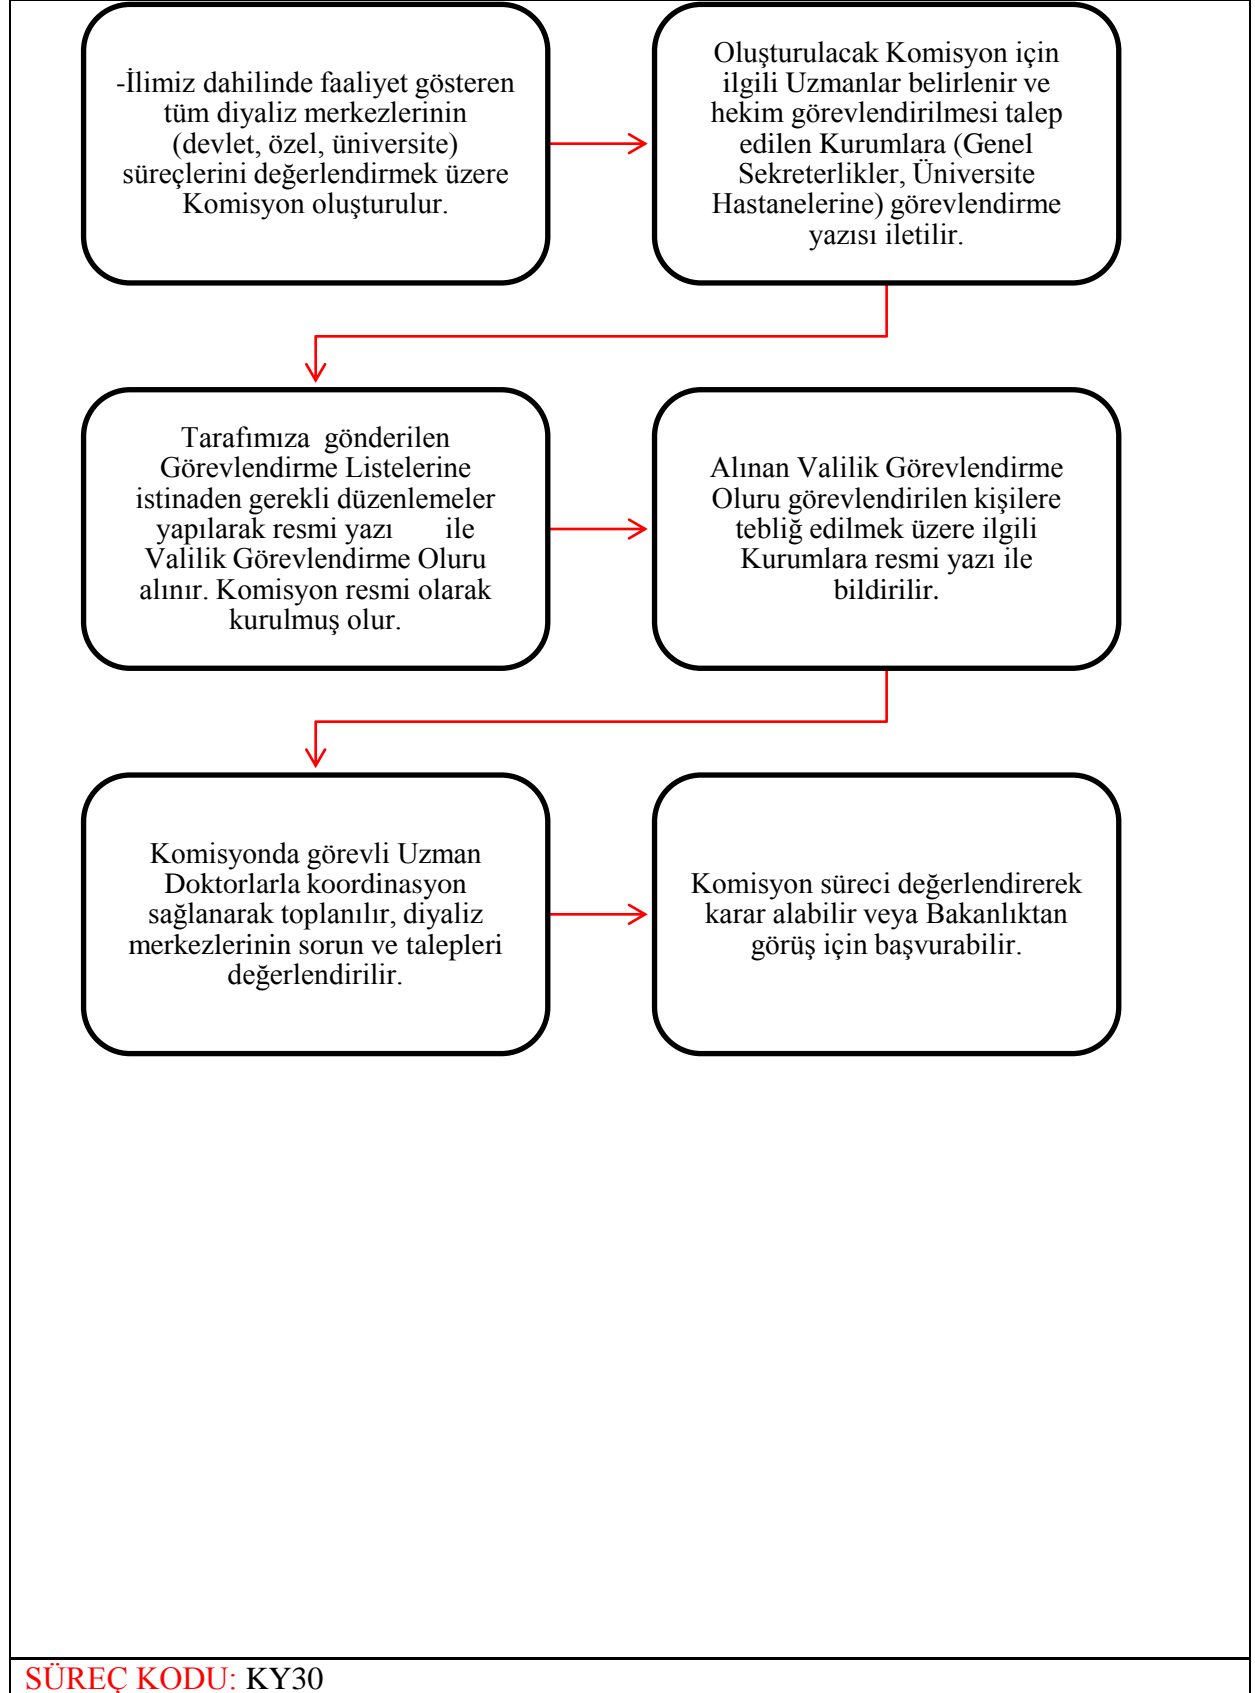 -İlimiz dahilinde faaliyet gösteren
tüm diyaliz merkezlerinin
(devlet, özel, üniversite)
süreçlerini değerlendirmek üzere
Komisyon oluşturulur.
Oluşturulacak Komisyon için
ilgili Uzmanlar belirlenir ve
hekim görevlendirilmesi talep
edilen Kurumlara (Genel
Sekreterlikler, Üniversite
Hastanelerine) görevlendirme
yazısı iletilir.
Tarafımıza  gönderilen
Görevlendirme Listelerine
istinaden gerekli düzenlemeler
yapılarak resmi yazı      ile
Valilik Görevlendirme Oluru
alınır. Komisyon resmi olarak
kurulmuş olur.
Alınan Valilik Görevlendirme
Oluru görevlendirilen kişilere
tebliğ edilmek üzere ilgili
Kurumlara resmi yazı ile
bildirilir.
Komisyonda görevli Uzman
Doktorlarla koordinasyon
sağlanarak toplanılır, diyaliz
merkezlerinin sorun ve talepleri
değerlendirilir.
Komisyon süreci değerlendirerek
karar alabilir veya Bakanlıktan
görüş için başvurabilir.
SÜREÇ KODU: KY30